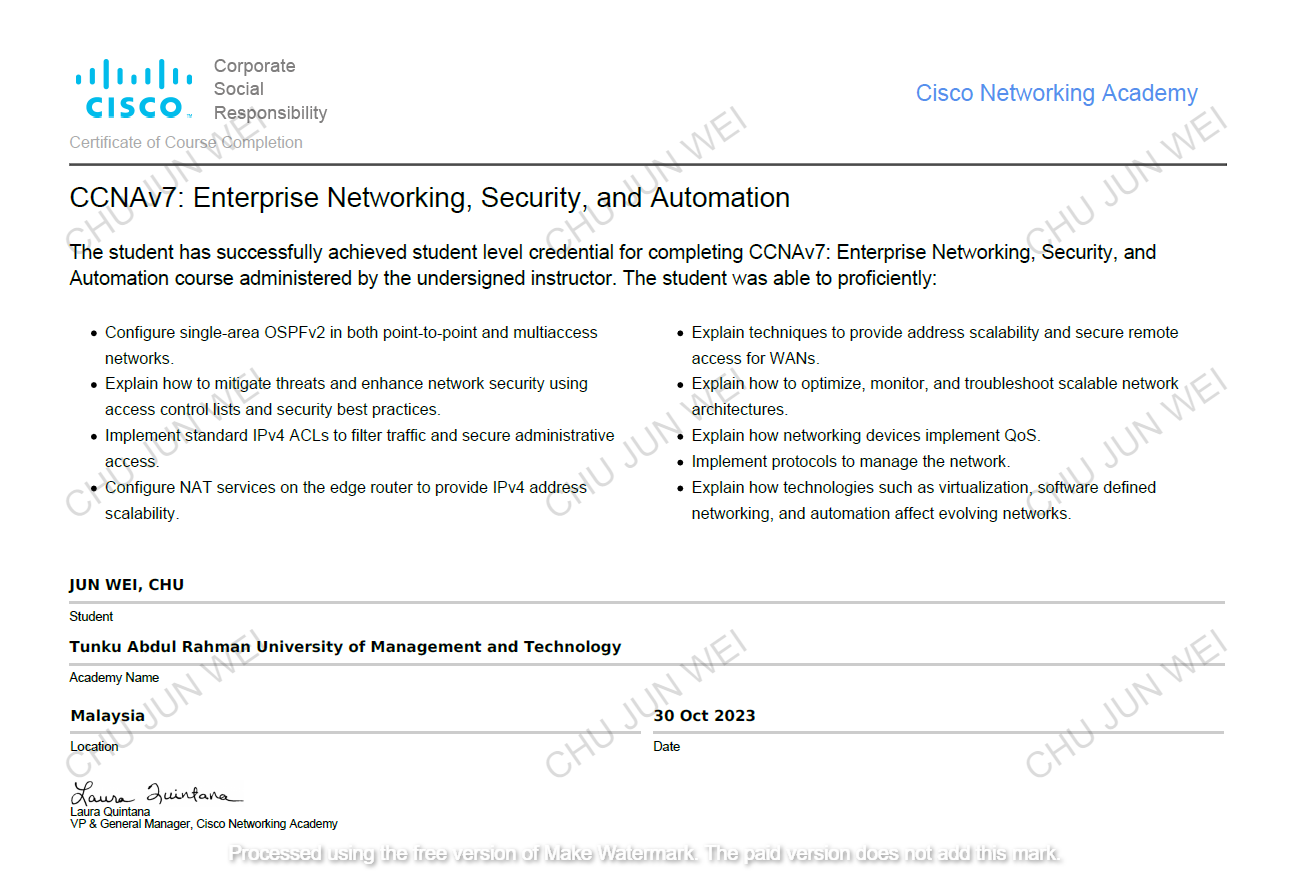 CISCO
Corporate
Social
Responsibility
Cisco Networking Academy
Certificate of Course Completion
CCNAv7: Enterprise Networking, Security, and Automation
The student has successfully achieved student level credential for completing CCNAv7: Enterprise Networking, Security, and
Automation course administered by the undersigned instructor. The student was able to proficiently:
• Configure single-area OSPFv2 in both point-to-point and multiaccess
networks.
• Explain how to mitigate threats and enhance network security using
access control lists and security best practices.
• Implement standard IPv4 ACLs to filter traffic and secure administrative
access.
• Configure NAT services on the edge router to provide IPv4 address
scalability.
• Explain techniques to provide address scalability and secure remote
access for WANs.
• Explain how to optimize, monitor, and troubleshoot scalable network
architectures.
• Explain how networking devices implement QoS.
• Implement protocols to manage the network.
• Explain how technologies such as virtualization, software defined
networking, and automation affect evolving networks.
JUN WEI, CHU
Student
Tunku Abdul Rahman University of Management and Technology
Academy Name
Malaysia
Location
30 Oct 2023
Date
Laura Quintana
Laura Quintana
VP & General Manager, Cisco Networking Academy
Processed using the free version of Make Watermark. The paid version does not add this mark.
CHU JUN WEI
CHU JUN WEI
CHU JUN WEI
CHU JUN WEI
CHU JUN WEI
CHU JUN WEI
CHU JUN WEI
CHU JUN WEI
CHU JUN WEI